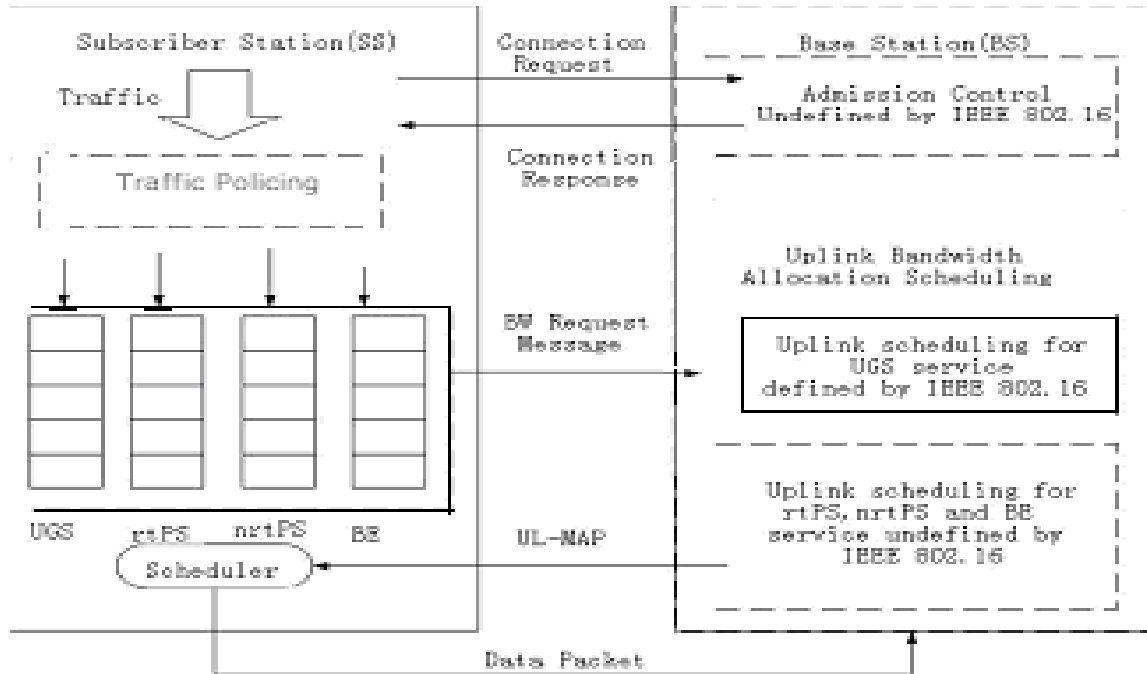 Subscriber Station(SS)
Traffic
Traffic Policing
UGS
rtPS
nrtPS
BE
Scheduler
Connection
Request
Connection
Response
BW Request
Message
UL-MAP
Data Packet
Base Station(BS)
Admission Control
Undefined by IEEE 802.16
Uplink Bandwidth
Allocation Scheduling
Uplink scheduling for
UGS service
defined by IEEE 802.16
Uplink scheduling for
rtPS,nrtPS and BE
service undefined by
IEEE 802.16